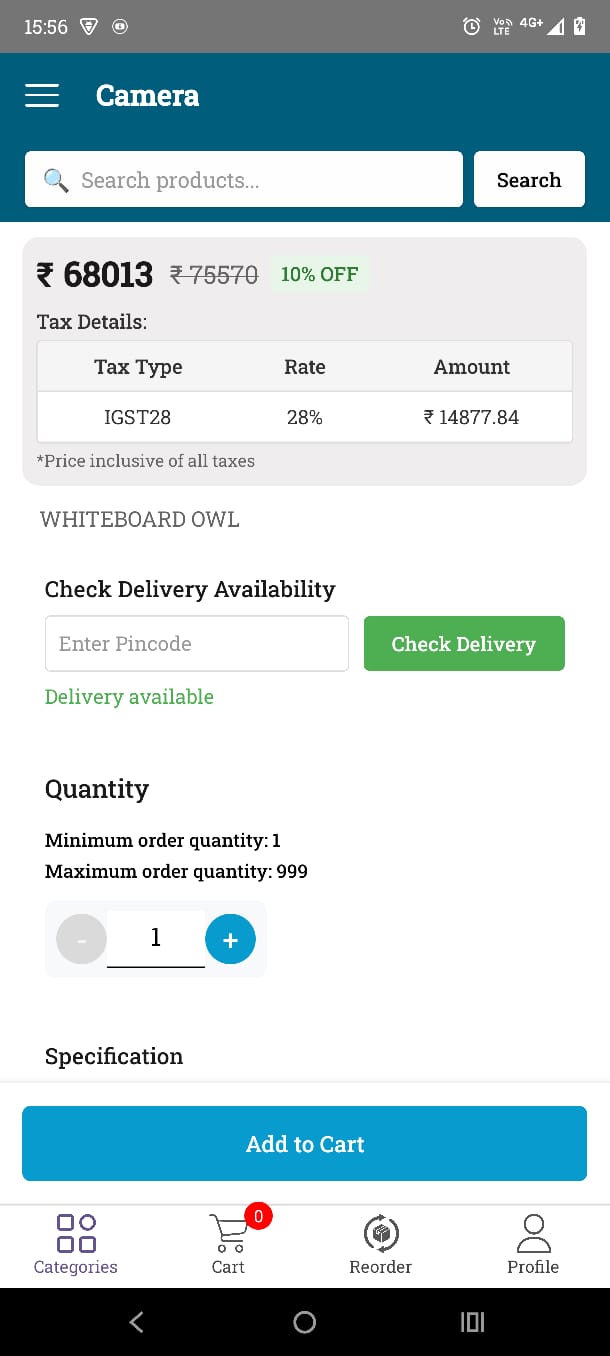 15:56 Vo)) LTE 4G+
Camera
Search products...
Search
₹ 68013 ₹ 75570 10% OFF
Tax Details:
Tax Type Rate Amount
IGST28 28% ₹ 14877.84
*Price inclusive of all taxes
WHITEBOARD OWL
Check Delivery Availability
Enter Pincode
Check Delivery
Delivery available
Quantity
Minimum order quantity: 1
Maximum order quantity: 999
- 1 +
Specification
Add to Cart
0
Categories Cart Reorder Profile